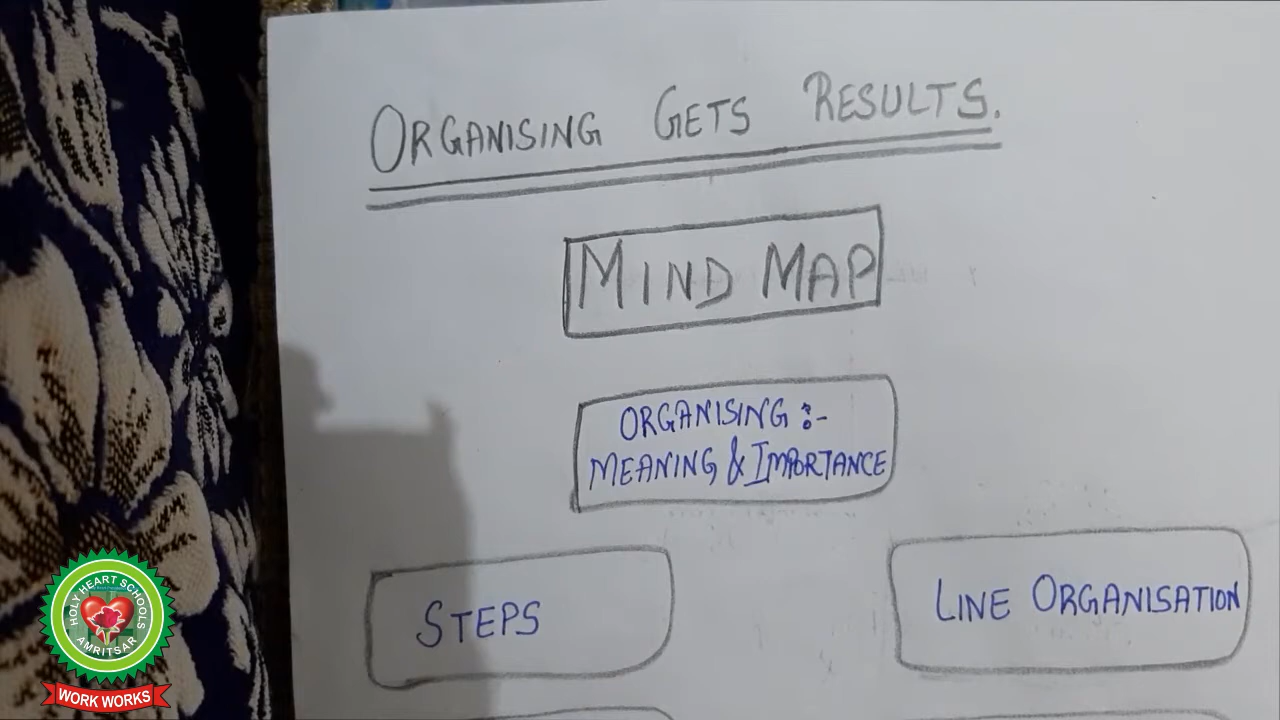 ORGANISING GETS RESULTS.
MIND MAP
ORGANISING :-
MEANING & IMPORTANCE
STEPS
LINE ORGANISATION
HOLY HEART SCHOOLS
AMRITSAR
WORK WORKS